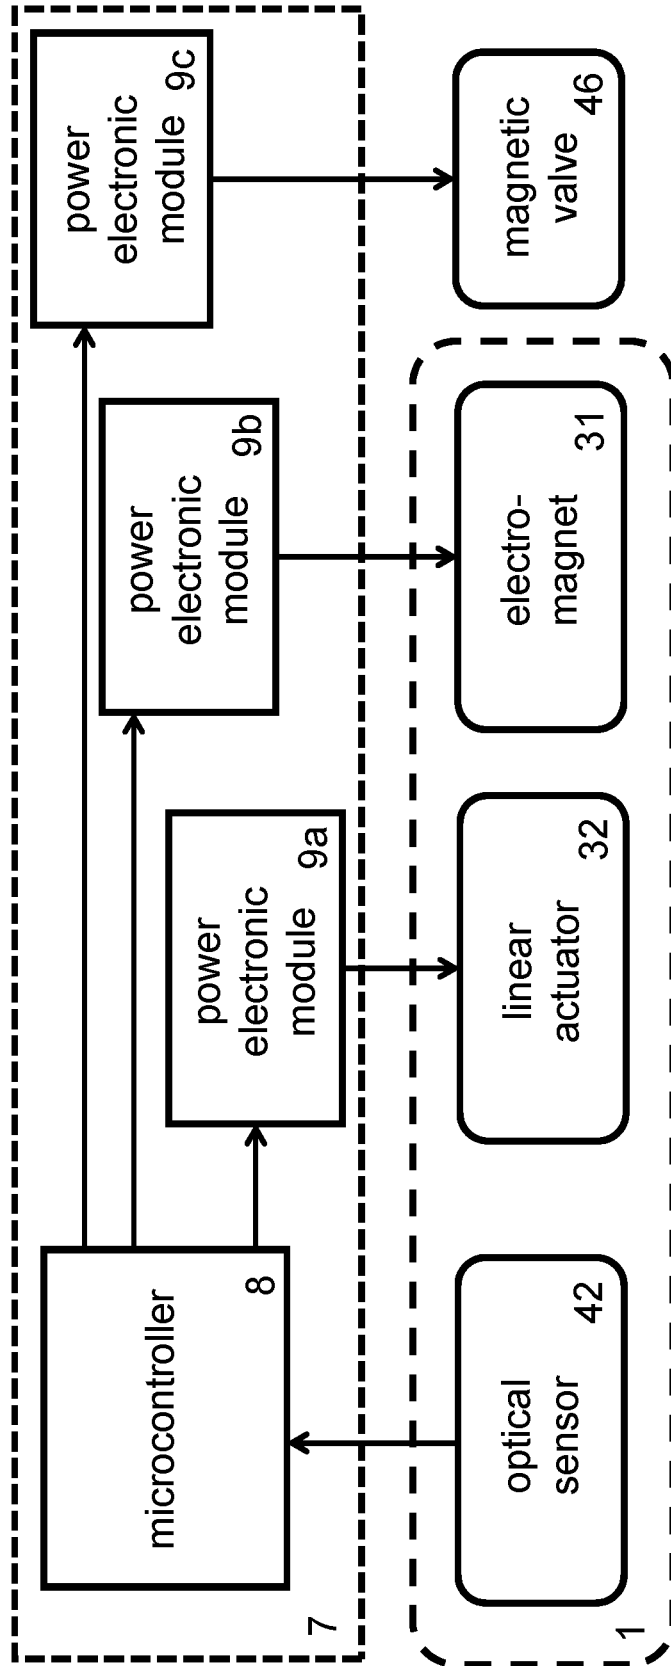 microcontroller
8
power
electronic
module
9a
power
electronic
module
9b
power
electronic
module
9c
7
optical
sensor
42
linear
actuator
32
electro-
magnet
31
magnetic
valve
46
1